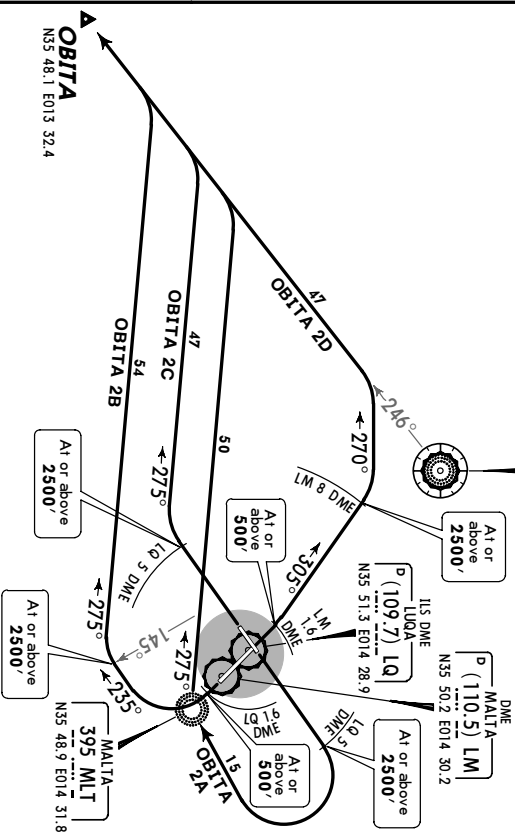 OBITA
N35 48.1 E013 32.4
47
OBITA 2D
47
OBITA 2C
54
OBITA 2B
50
246°
270°
LM 8 DME
At or above
2500'
305°
At or
above
500'
LM
1.6
DME
ILS DME
LUQA
D (109.7) LQ
N35 51.3 E014 28.9
DME
MALTA
D (110.5) LM
N35 50.2 E014 30.2
275°
At or above
2500'
LQ 5 DME
275°
145°
275°
At or above
2500'
235°
MALTA
395 MLT
N35 48.9 E014 31.8
LQ 1.6
DME
At or
above
500'
15
OBITA
2A
LQ 5
DME
At or above
2500'